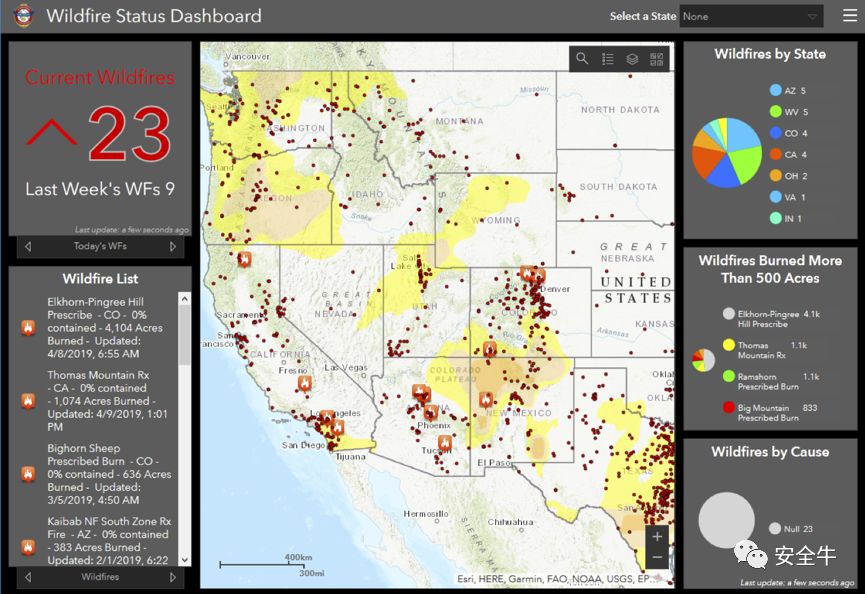 Wildfire Status Dashboard
Select a State
None
Current Wildfires
23
Last Week's WFs 9
Last update: a few seconds ago
Today's WFs
Wildfire List
Elkhorn-Pingree Hill
Prescribe - CO - 0%
contained - 4,104 Acres
Burned - Updated:
4/8/2019, 6:55 AM
Thomas Mountain Rx
- CA - 0% contained
- 1,074 Acres Burned -
Updated: 4/9/2019, 1:01
PM
Bighorn Sheep
Prescribed Burn - CO -
0% contained - 636 Acres
Burned - Updated:
3/5/2019, 4:50 AM
Kaibab NF South Zone Rx
Fire - AZ - 0% contained
- 383 Acres Burned -
Updated: 2/1/2019, 6:22
Wildfires
Vancouver
Seattle
WASHINGTON
Portland
OREGON
MONTANA
Missouri
NORTH DAKOTA
SOUTH DAKOTA
IDAHO
Snake
WYOMING
GREAT
NEBRASKA
UNITED
STATES
Salt
Lake
GREAT
BASIN
NEVADA
UTAH
Denver
COLORADO
KANSAS
Arkansas
Sacramento
CALIFORNIA
Fresno
Las Vegas
COLORADO
PLATEAU
Los Angeles
San Diego
Tijuana
Phoenix
Tucson
NEW MEXICO
El Paso
TEXAS
Hermosillo
Chihuahua
400km
300mi
Esri, HERE, Garmin, FAO, NOAA, USGS, EP...
Wildfires by State
AZ 5
WV 5
CO 4
CA 4
OH 2
VA 1
IN 1
Wildfires Burned More
Than 500 Acres
Elkhorn-Pingree 4.1k
Hill Prescribe
Thomas 1.1k
Mountain Rx
Ramahorn 1.1k
Prescribed Burn
Big Mountain 833
Prescribed Burn
Wildfires by Cause
Null 23
安全牛
Last update: a few seconds ago